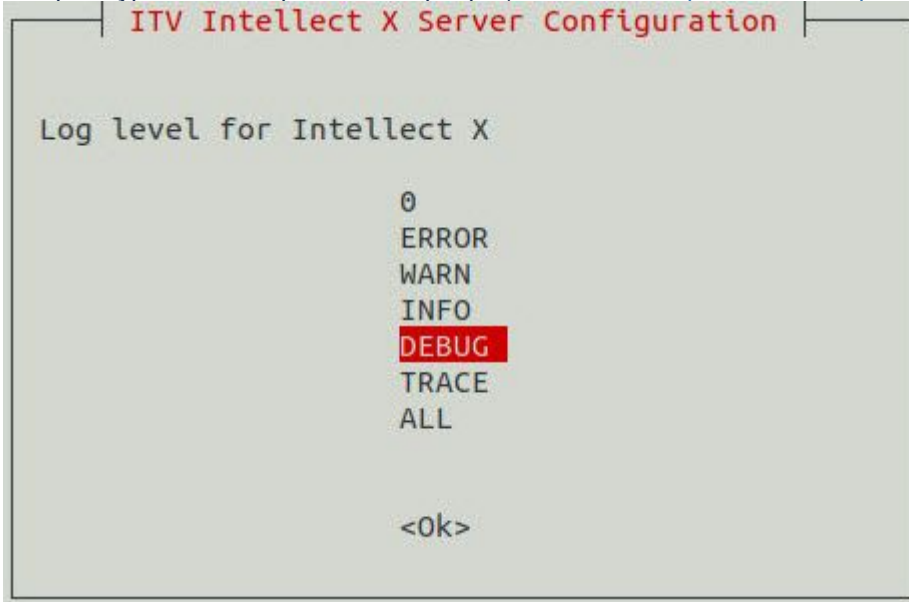 ITV Intellect X Server Configuration
Log level for Intellect X
0
ERROR
WARN
INFO
DEBUG
TRACE
ALL
<Ok>